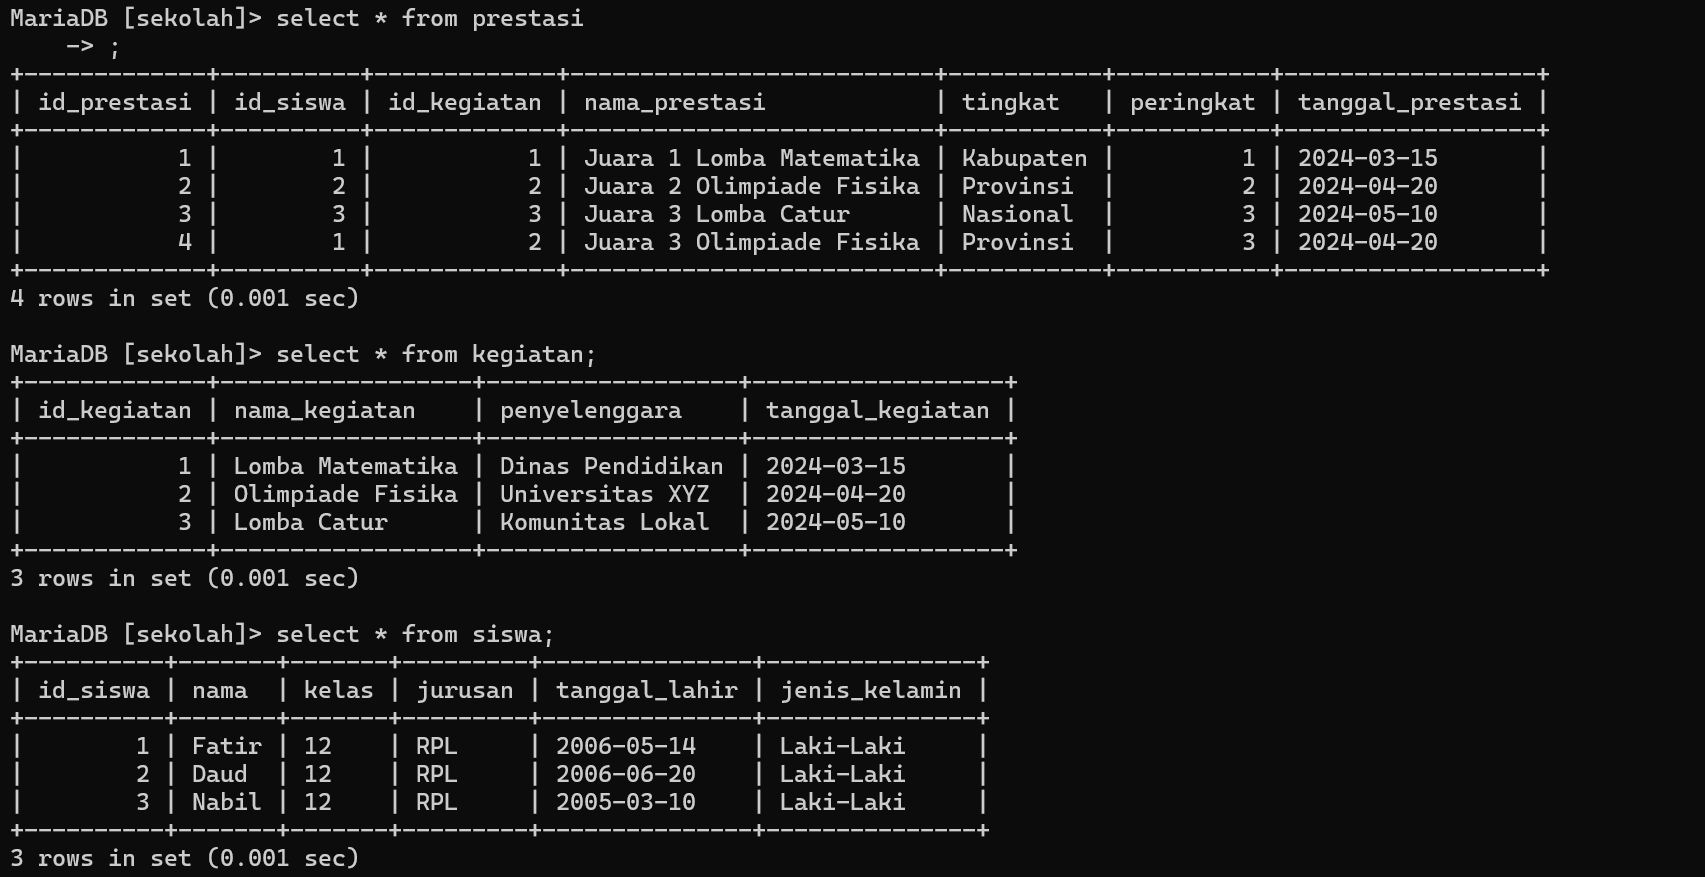 MariaDB [sekolah]> select * from prestasi
    -> ;
+-------------+----------+-------------+--------------------------+-----------+-----------+------------------+
| id_prestasi | id_siswa | id_kegiatan | nama_prestasi            | tingkat   | peringkat | tanggal_prestasi |
+-------------+----------+-------------+--------------------------+-----------+-----------+------------------+
|           1 |        1 |           1 | Juara 1 Lomba Matematika | Kabupaten |         1 | 2024-03-15       |
|           2 |        2 |           2 | Juara 2 Olimpiade Fisika | Provinsi  |         2 | 2024-04-20       |
|           3 |        3 |           3 | Juara 3 Lomba Catur      | Nasional  |         3 | 2024-05-10       |
|           4 |        1 |           2 | Juara 3 Olimpiade Fisika | Provinsi  |         3 | 2024-04-20       |
+-------------+----------+-------------+--------------------------+-----------+-----------+------------------+
4 rows in set (0.001 sec)

MariaDB [sekolah]> select * from kegiatan;
+-------------+------------------+------------------+------------------+
| id_kegiatan | nama_kegiatan    | penyelenggara    | tanggal_kegiatan |
+-------------+------------------+------------------+------------------+
|           1 | Lomba Matematika | Dinas Pendidikan | 2024-03-15       |
|           2 | Olimpiade Fisika | Universitas XYZ  | 2024-04-20       |
|           3 | Lomba Catur      | Komunitas Lokal  | 2024-05-10       |
+-------------+------------------+------------------+------------------+
3 rows in set (0.001 sec)

MariaDB [sekolah]> select * from siswa;
+----------+-------+-------+---------+---------------+---------------+
| id_siswa | nama  | kelas | jurusan | tanggal_lahir | jenis_kelamin |
+----------+-------+-------+---------+---------------+---------------+
|        1 | Fatir | 12    | RPL     | 2006-05-14    | Laki-Laki     |
|        2 | Daud  | 12    | RPL     | 2006-06-20    | Laki-Laki     |
|        3 | Nabil | 12    | RPL     | 2005-03-10    | Laki-Laki     |
+----------+-------+-------+---------+---------------+---------------+
3 rows in set (0.001 sec)